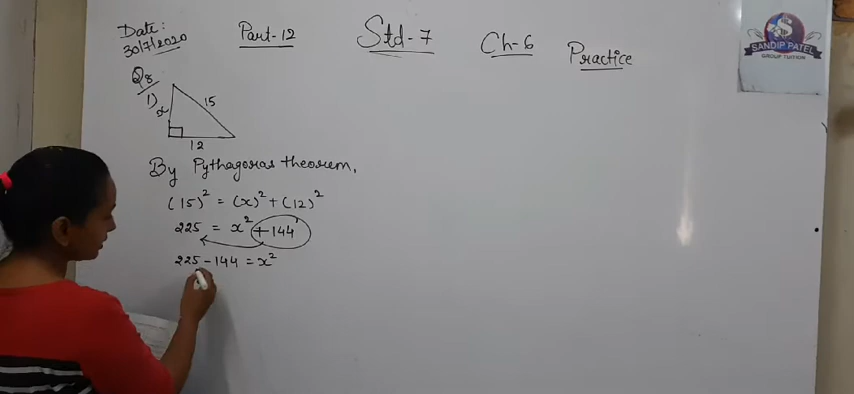 Date:
30/7/2020
Part-12
Std-7
Ch-6
Practice
SANDIP PATEL
GROUP TUITION
Q8
1)
x
15
12
By Pythagoras theorem,
(15)² = (x)² + (12)²
225 = x² + 144
225 - 144 = x²